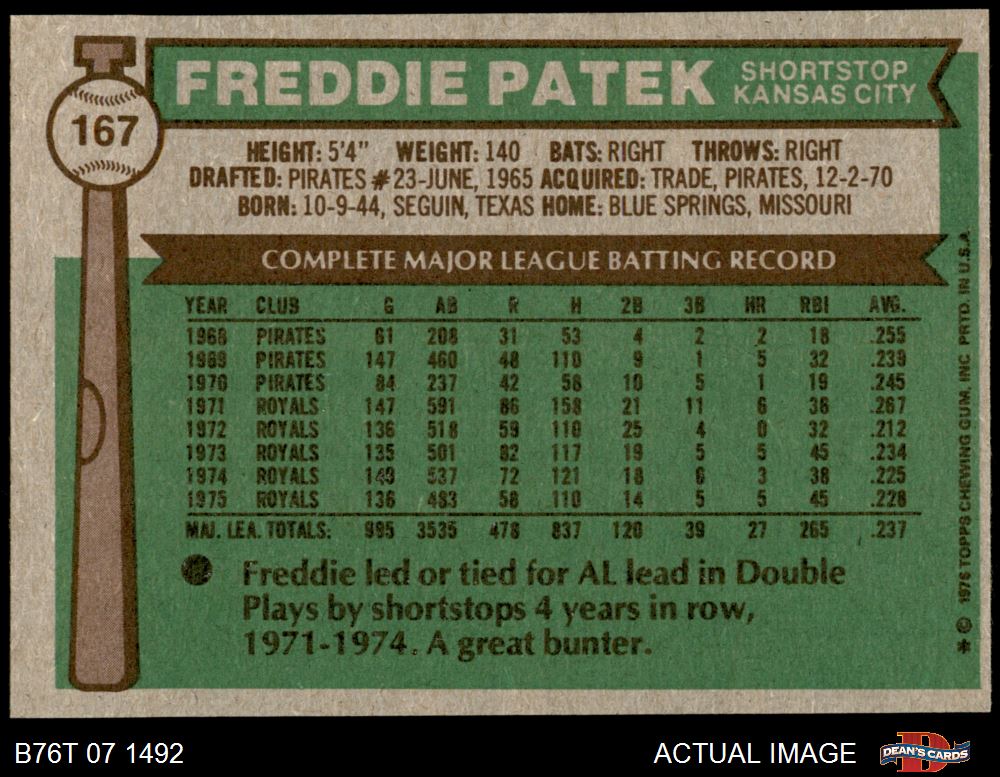 167
FREDDIE PATEK
SHORTSTOP
KANSAS CITY
HEIGHT: 5'4" WEIGHT: 140 BATS: RIGHT THROWS: RIGHT
DRAFTED: PIRATES #23-JUNE, 1965 ACQUIRED: TRADE, PIRATES, 12-2-70
BORN: 10-9-44, SEGUIN, TEXAS HOME: BLUE SPRINGS, MISSOURI
COMPLETE MAJOR LEAGUE BATTING RECORD
YEAR CLUB G AB R H 2B 3B HR RBI AVG.
1968 PIRATES 61 208 31 53 4 2 2 18 .255
1969 PIRATES 147 460 48 110 9 1 5 32 .239
1970 PIRATES 84 237 42 58 10 5 1 19 .245
1971 ROYALS 147 591 86 158 21 11 6 36 .267
1972 ROYALS 136 518 59 110 25 4 0 32 .212
1973 ROYALS 135 501 82 117 19 5 5 45 .234
1974 ROYALS 149 537 72 121 18 6 3 38 .225
1975 ROYALS 136 483 58 110 14 5 5 45 .228
MAJ. LEA. TOTALS: 995 3535 478 837 120 39 27 265 .237
Freddie led or tied for AL lead in Double
Plays by shortstops 4 years in row,
1971-1974. A great bunter.
* © 1976 TOPPS CHEWING GUM, INC PRTD. IN U.S.A.
B76T 07 1492
ACTUAL IMAGE
D
DEAN'S CARDS